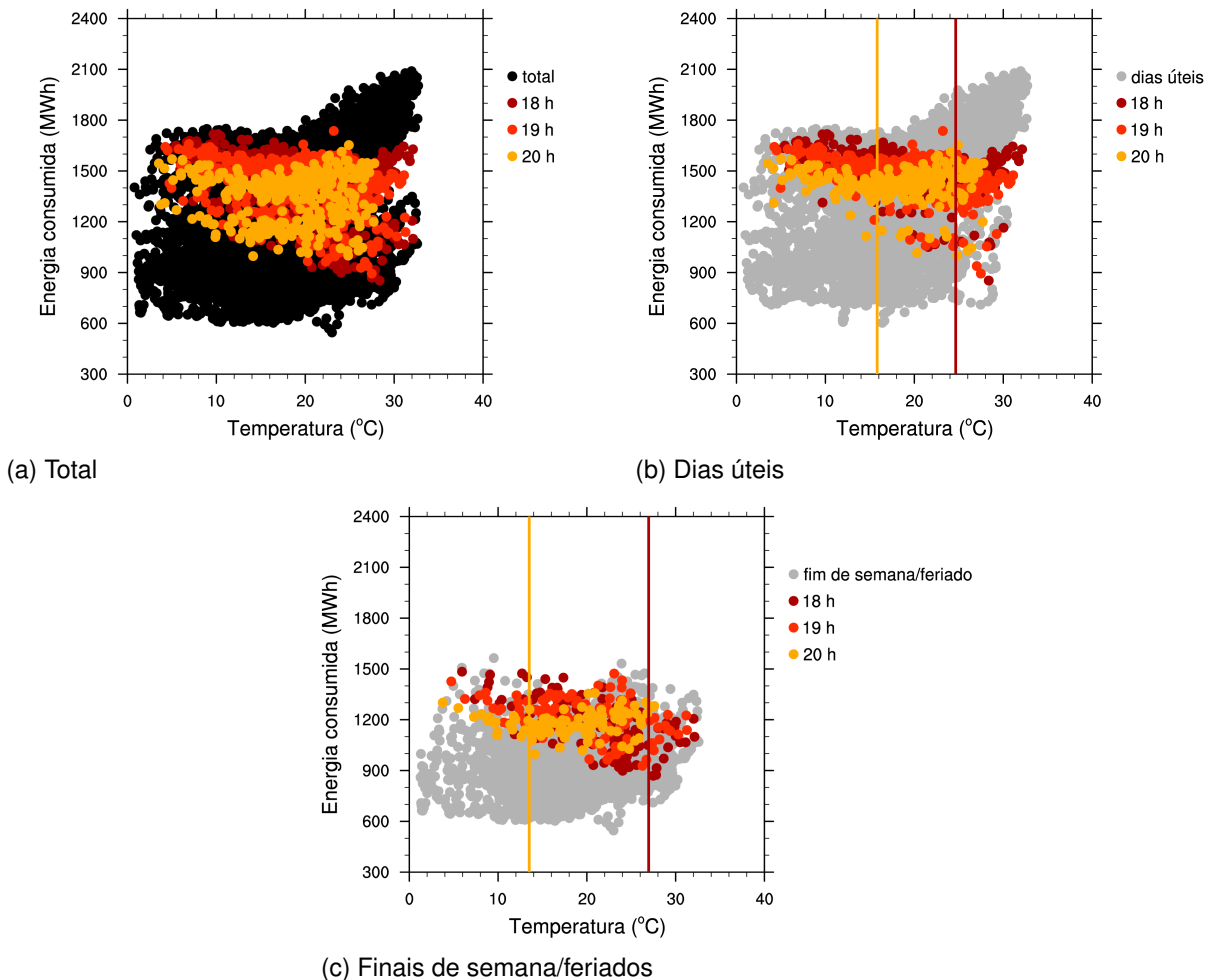 2400
2100
1800
1500
1200
900
600
300
0
10
20
30
40
Energia consumida (MWh)
Temperatura (°C)
total
18 h
19 h
20 h
(a) Total
2400
2100
1800
1500
1200
900
600
300
0
10
20
30
40
Energia consumida (MWh)
Temperatura (°C)
dias úteis
18 h
19 h
20 h
(b) Dias úteis
2400
2100
1800
1500
1200
900
600
300
0
10
20
30
40
Energia consumida (MWh)
Temperatura (°C)
fim de semana/feriado
18 h
19 h
20 h
(c) Finais de semana/feriados